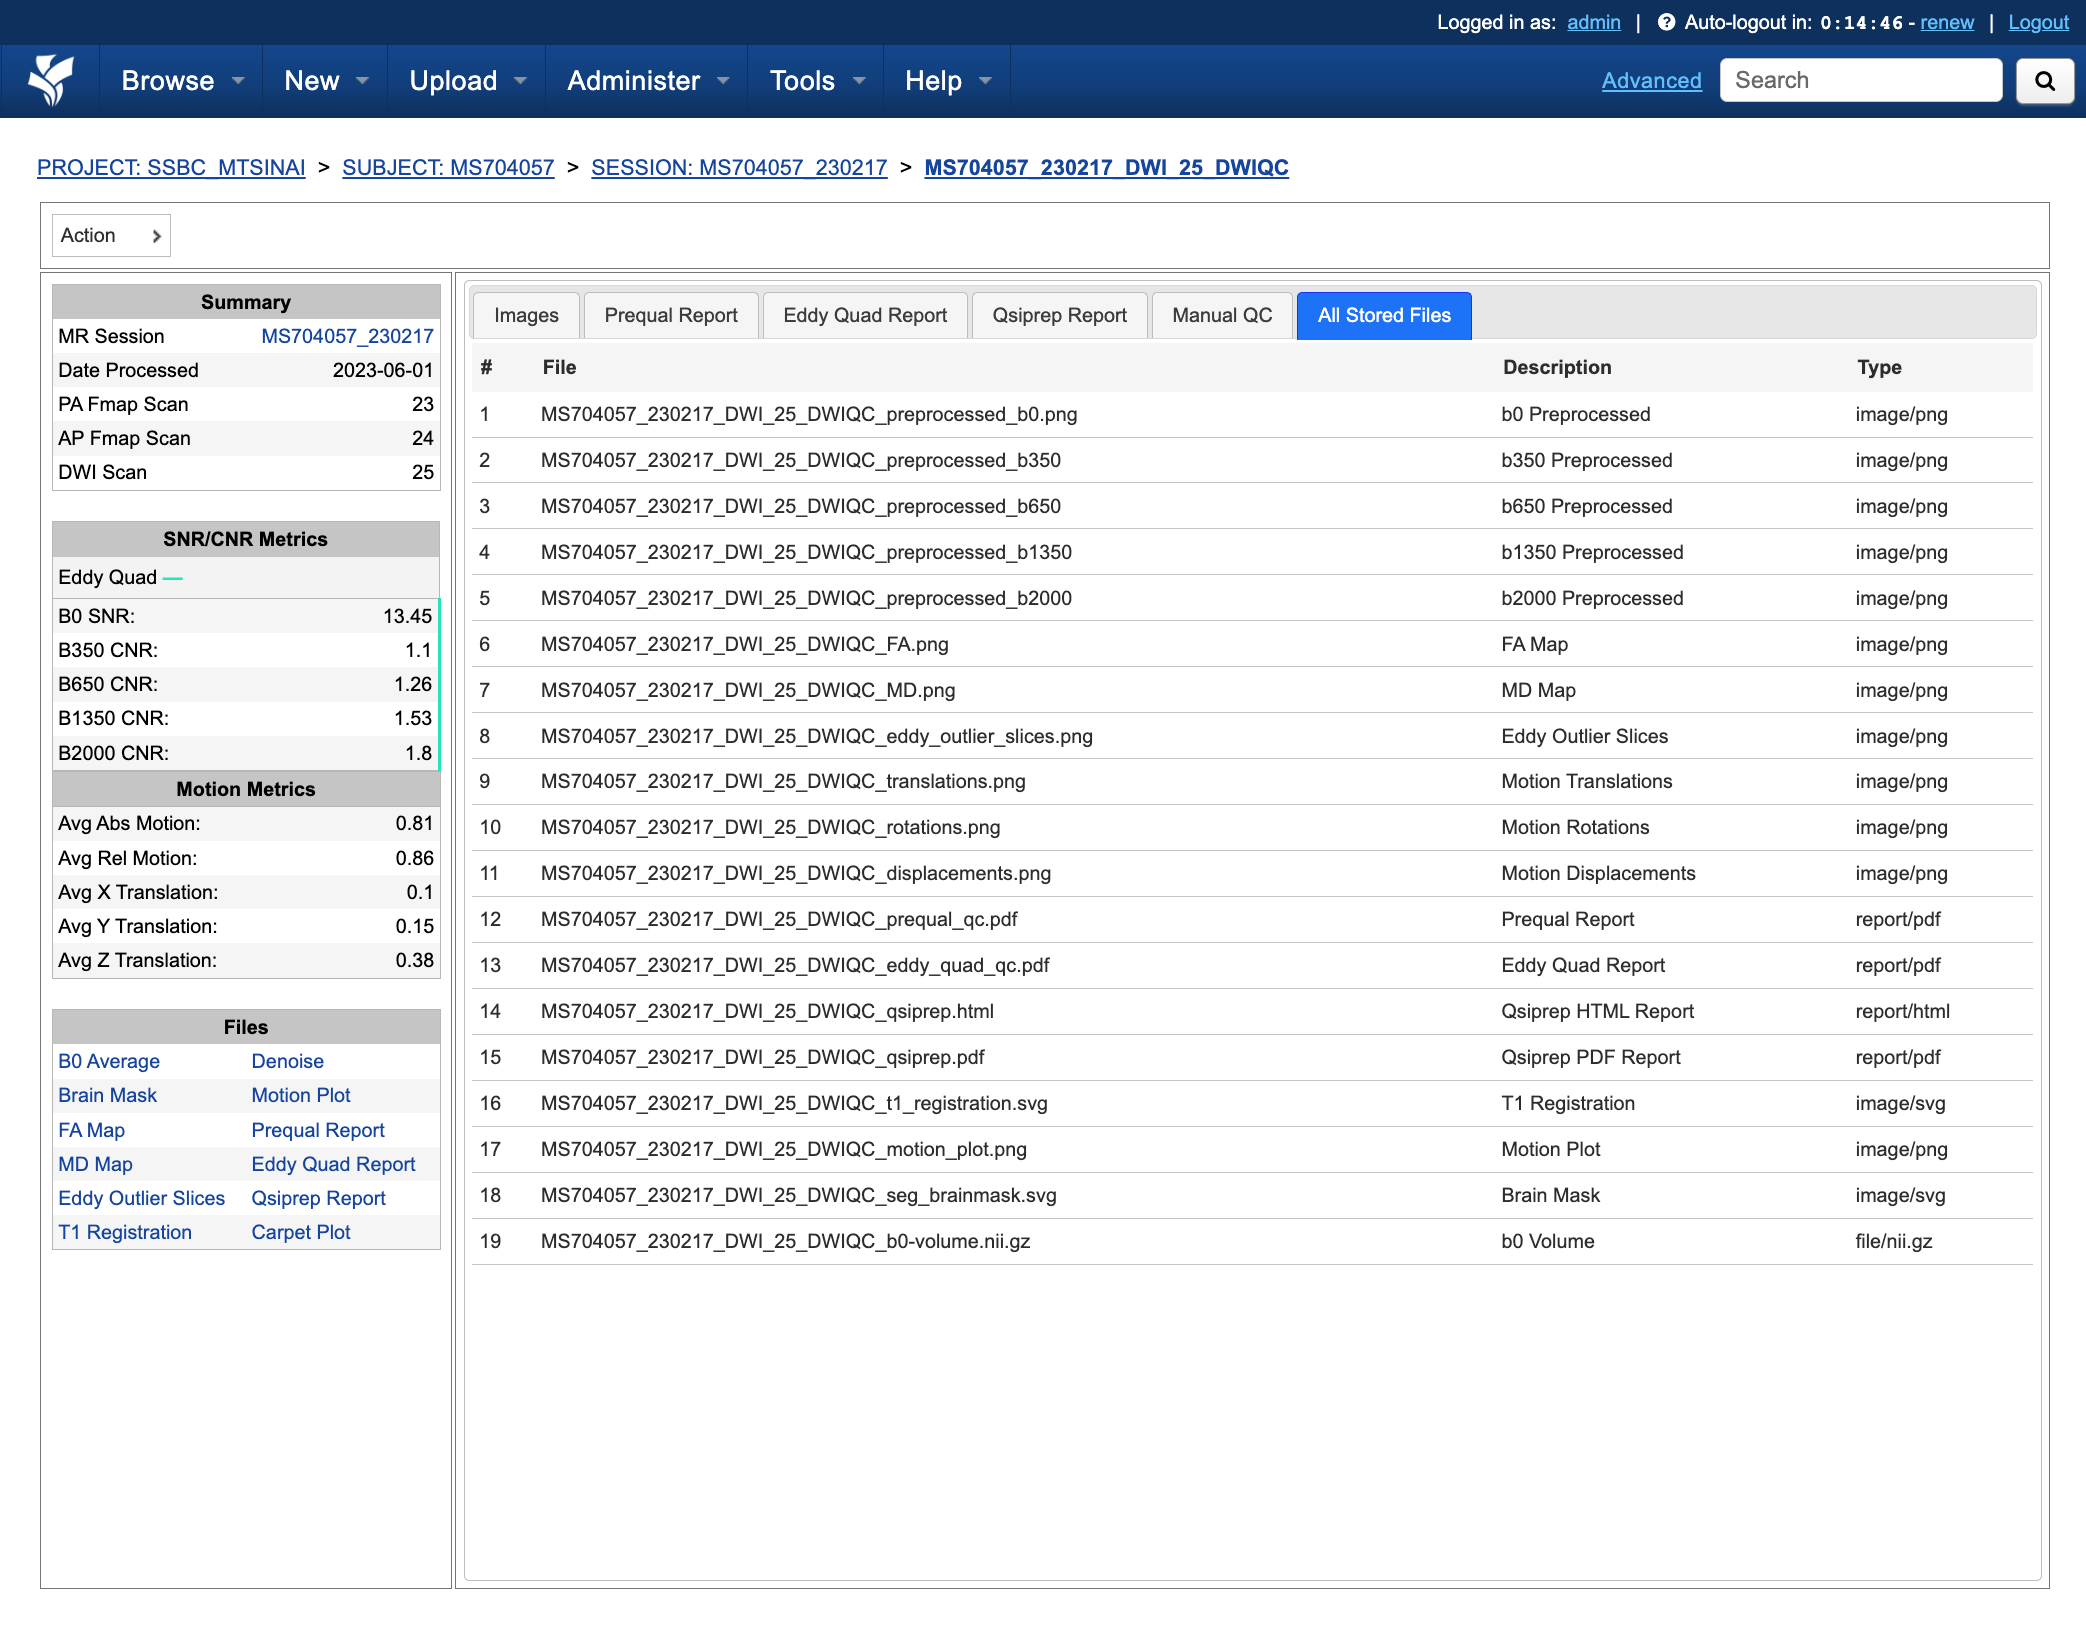 Logged in as: admin | Auto-logout in: 0:14:46 - renew | Logout
Browse New Upload Administer Tools Help Advanced Search
PROJECT: SSBC_MTSINAI > SUBJECT: MS704057 > SESSION: MS704057_230217 > MS704057_230217_DWI_25_DWIQC
Action
Summary
MR Session MS704057_230217
Date Processed 2023-06-01
PA Fmap Scan 23
AP Fmap Scan 24
DWI Scan 25
SNR/CNR Metrics
Eddy Quad
B0 SNR: 13.45
B350 CNR: 1.1
B650 CNR: 1.26
B1350 CNR: 1.53
B2000 CNR: 1.8
Motion Metrics
Avg Abs Motion: 0.81
Avg Rel Motion: 0.86
Avg X Translation: 0.1
Avg Y Translation: 0.15
Avg Z Translation: 0.38
Files
B0 Average Denoise
Brain Mask Motion Plot
FA Map Prequal Report
MD Map Eddy Quad Report
Eddy Outlier Slices Qsiprep Report
T1 Registration Carpet Plot
Images Prequal Report Eddy Quad Report Qsiprep Report Manual QC All Stored Files
# File Description Type
1 MS704057_230217_DWI_25_DWIQC_preprocessed_b0.png b0 Preprocessed image/png
2 MS704057_230217_DWI_25_DWIQC_preprocessed_b350 b350 Preprocessed image/png
3 MS704057_230217_DWI_25_DWIQC_preprocessed_b650 b650 Preprocessed image/png
4 MS704057_230217_DWI_25_DWIQC_preprocessed_b1350 b1350 Preprocessed image/png
5 MS704057_230217_DWI_25_DWIQC_preprocessed_b2000 b2000 Preprocessed image/png
6 MS704057_230217_DWI_25_DWIQC_FA.png FA Map image/png
7 MS704057_230217_DWI_25_DWIQC_MD.png MD Map image/png
8 MS704057_230217_DWI_25_DWIQC_eddy_outlier_slices.png Eddy Outlier Slices image/png
9 MS704057_230217_DWI_25_DWIQC_translations.png Motion Translations image/png
10 MS704057_230217_DWI_25_DWIQC_rotations.png Motion Rotations image/png
11 MS704057_230217_DWI_25_DWIQC_displacements.png Motion Displacements image/png
12 MS704057_230217_DWI_25_DWIQC_prequal_qc.pdf Prequal Report report/pdf
13 MS704057_230217_DWI_25_DWIQC_eddy_quad_qc.pdf Eddy Quad Report report/pdf
14 MS704057_230217_DWI_25_DWIQC_qsiprep.html Qsiprep HTML Report report/html
15 MS704057_230217_DWI_25_DWIQC_qsiprep.pdf Qsiprep PDF Report report/pdf
16 MS704057_230217_DWI_25_DWIQC_t1_registration.svg T1 Registration image/svg
17 MS704057_230217_DWI_25_DWIQC_motion_plot.png Motion Plot image/png
18 MS704057_230217_DWI_25_DWIQC_seg_brainmask.svg Brain Mask image/svg
19 MS704057_230217_DWI_25_DWIQC_b0-volume.nii.gz b0 Volume file/nii.gz